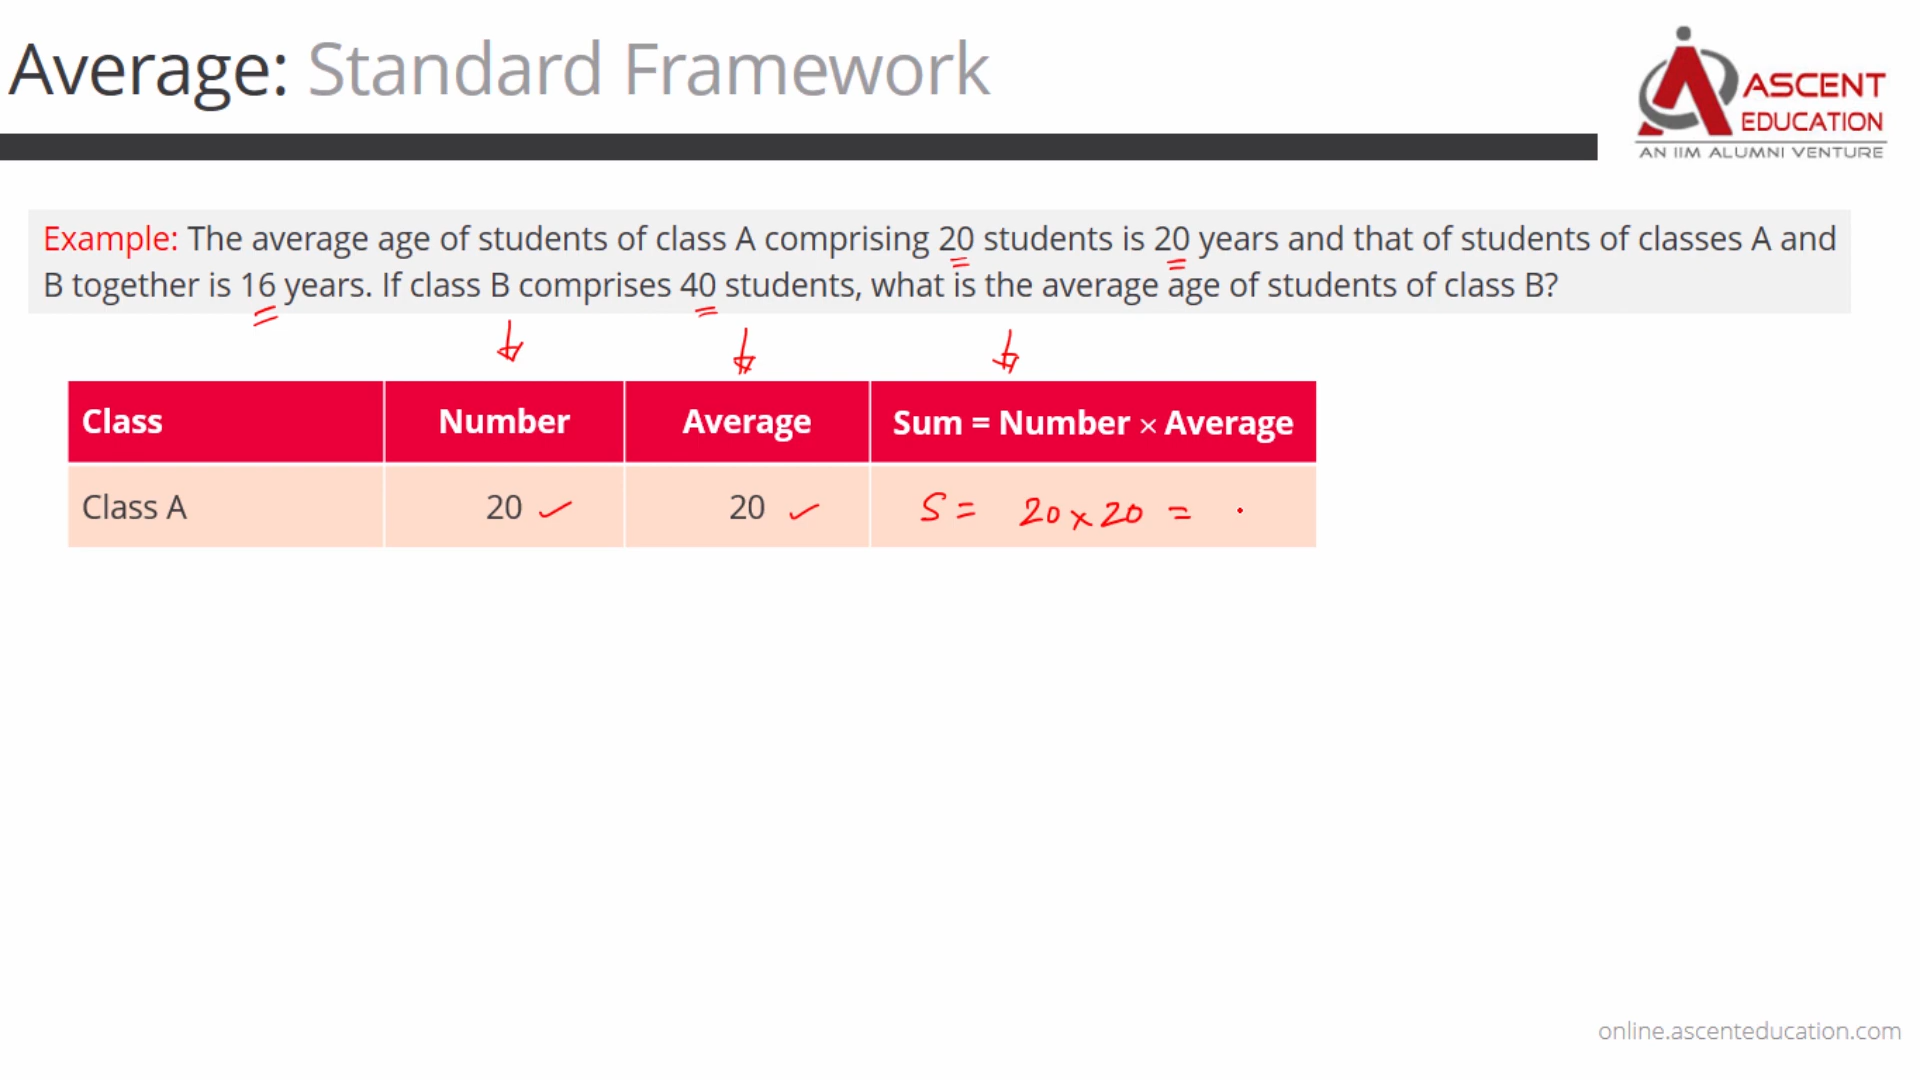 Average: Standard Framework
ASCENT
EDUCATION
AN IIM ALUMNI VENTURE
Example: The average age of students of class A comprising 20 students is 20 years and that of students of classes A and
B together is 16 years. If class B comprises 40 students, what is the average age of students of class B?
Class Number Average Sum = Number × Average
Class A 20 20 S = 20 × 20 =
online.ascenteducation.com